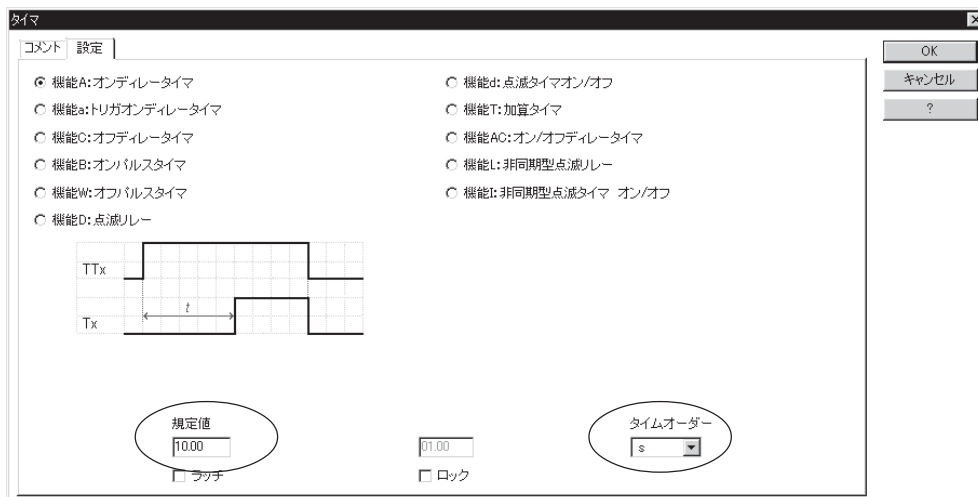 タイマ
コメント 設定
OK
キャンセル
?
機能A:オンディレータイマ
機能a:トリガオンディレータイマ
機能C:オフディレータイマ
機能B:オンパルスタイマ
機能W:オフパルスタイマ
機能D:点滅リレー
機能d:点滅タイマオン/オフ
機能T:加算タイマ
機能AC:オン/オフディレータイマ
機能L:非同期型点滅リレー
機能I:非同期型点滅タイマ オン/オフ
TTx
t
Tx
規定値
10.00
ラッチ
01.00
ロック
タイムオーダー
s